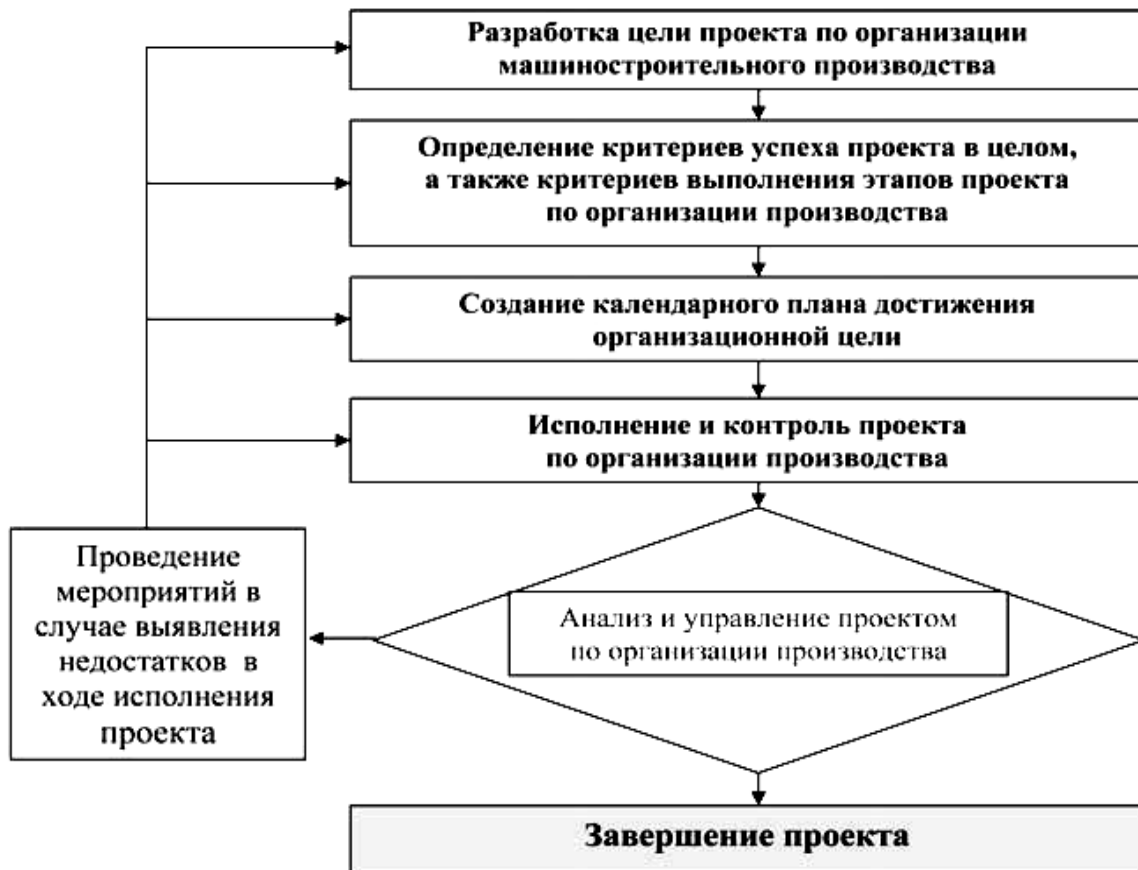 Разработка цели проекта по организации
машиностроительного производства
Определение критериев успеха проекта в целом,
а также критериев выполнения этапов проекта
по организации производства
Создание календарного плана достижения
организационной цели
Исполнение и контроль проекта
по организации производства
Проведение
мероприятий в
случае выявления
недостатков в
ходе исполнения
проекта
Анализ и управление проектом
по организации производства
Завершение проекта